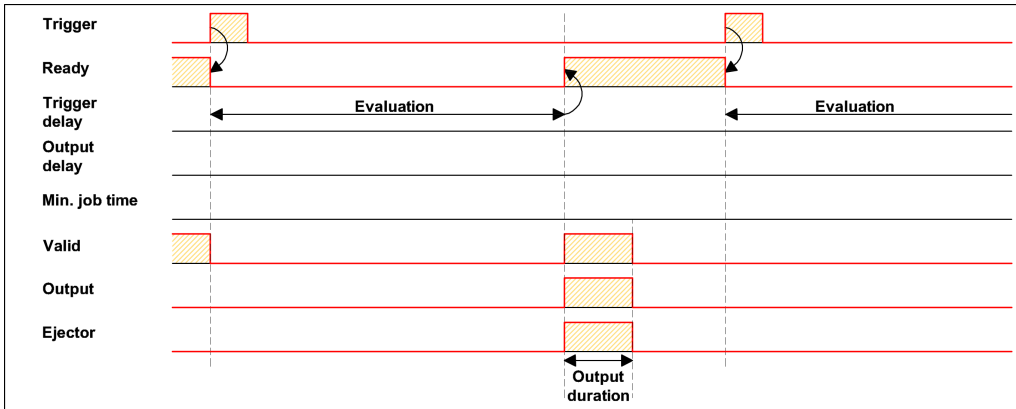 Trigger
Ready
Trigger
delay
Evaluation
Evaluation
Output
delay
Min. job time
Valid
Output
Ejector
Output
duration